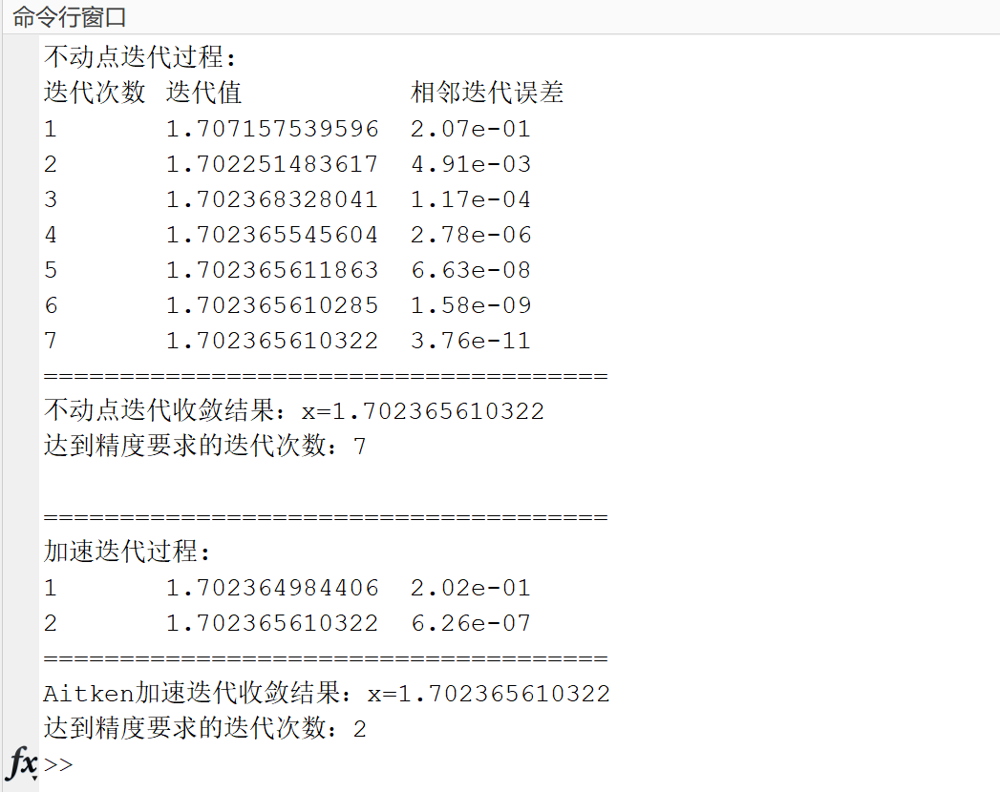 命令行窗口
不动点迭代过程：
迭代次数 迭代值 相邻迭代误差
1 1.707157539596 2.07e-01
2 1.702251483617 4.91e-03
3 1.702368328041 1.17e-04
4 1.702365545604 2.78e-06
5 1.702365611863 6.63e-08
6 1.702365610285 1.58e-09
7 1.702365610322 3.76e-11
=====================================
不动点迭代收敛结果：x=1.702365610322
达到精度要求的迭代次数：7
=====================================
加速迭代过程：
1 1.702364984406 2.02e-01
2 1.702365610322 6.26e-07
=====================================
Aitken加速迭代收敛结果：x=1.702365610322
达到精度要求的迭代次数：2
fx >>